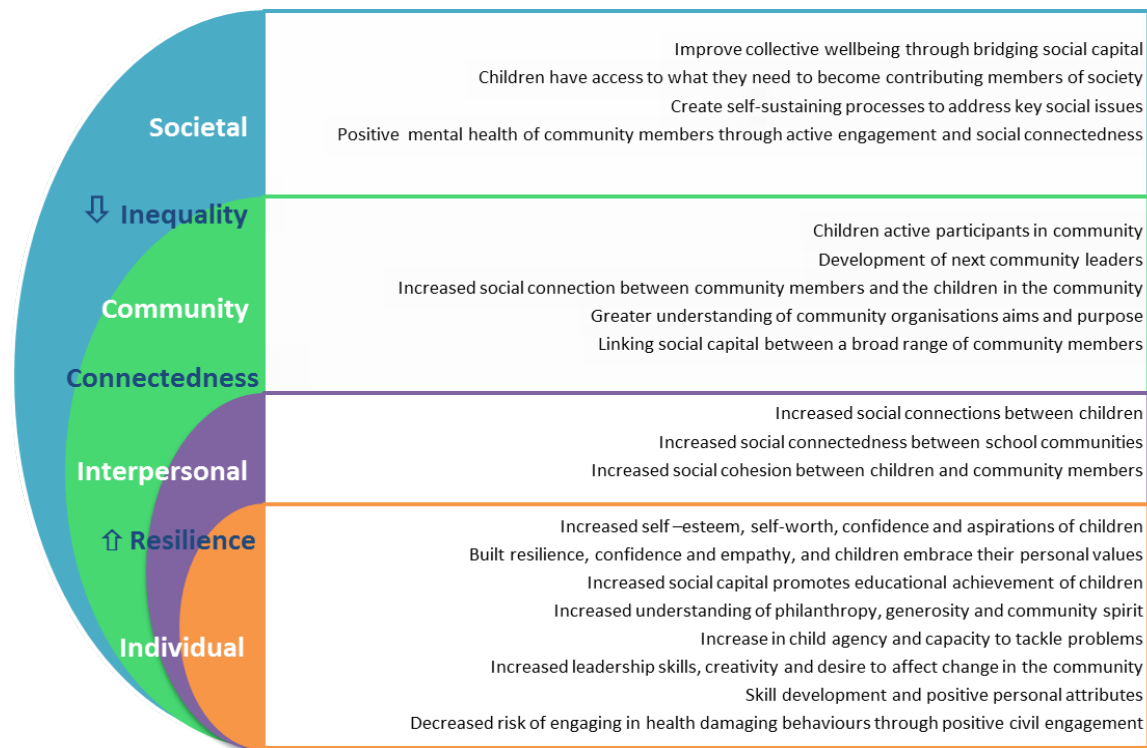 Societal
Improve collective wellbeing through bridging social capital
Children have access to what they need to become contributing members of society
Create self-sustaining processes to address key social issues
Positive mental health of community members through active engagement and social connectedness
⇩ Inequality
Community
Children active participants in community
Development of next community leaders
Increased social connection between community members and the children in the community
Greater understanding of community organisations aims and purpose
Linking social capital between a broad range of community members
Connectedness
Interpersonal
Increased social connections between children
Increased social connectedness between school communities
Increased social cohesion between children and community members
⇧ Resilience
Individual
Increased self –esteem, self-worth, confidence and aspirations of children
Built resilience, confidence and empathy, and children embrace their personal values
Increased social capital promotes educational achievement of children
Increased understanding of philanthropy, generosity and community spirit
Increase in child agency and capacity to tackle problems
Increased leadership skills, creativity and desire to affect change in the community
Skill development and positive personal attributes
Decreased risk of engaging in health damaging behaviours through positive civil engagement